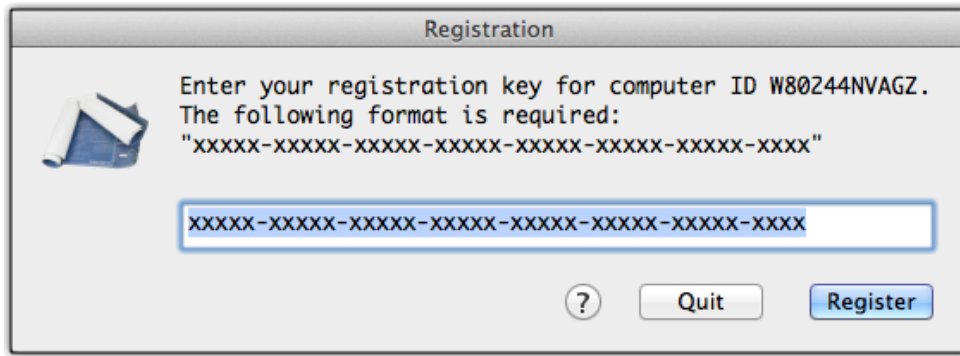 Registration
Enter your registration key for computer ID W80244NVAGZ.
The following format is required:
"xxxxx-xxxxx-xxxxx-xxxxx-xxxxx-xxxxx-xxxxx-xxxx"
xxxxx-xxxxx-xxxxx-xxxxx-xxxxx-xxxxx-xxxxx-xxxx
? Quit Register